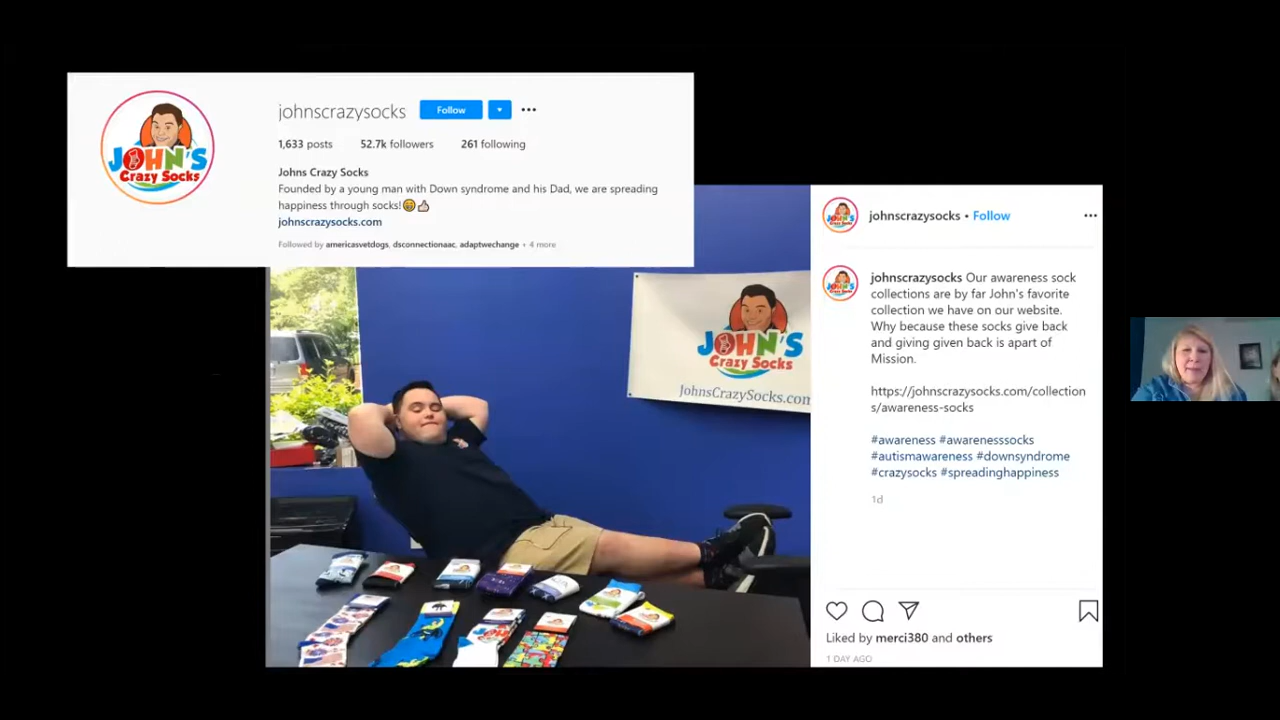 JOHN'S
Crazy Socks
johnscrazysocks Follow
1,633 posts 52.7k followers 261 following
Johns Crazy Socks
Founded by a young man with Down syndrome and his Dad, we are spreading
happiness through socks!😁👍
johnscrazysocks.com
Followed by americasvetdogs, dsconnectionaac, adaptwechange + 4 more
JOHN'S
Crazy Socks
JohnsCrazySocks.com
johnscrazysocks • Follow
johnscrazysocks Our awareness sock
collections are by far John's favorite
collection we have on our website.
Why because these socks give back
and giving given back is apart of
Mission.
https://johnscrazysocks.com/collection
s/awareness-socks
#awareness #awarenesssocks
#autismawareness #downsyndrome
#crazysocks #spreadinghappiness
1d
Liked by merci380 and others
1 DAY AGO